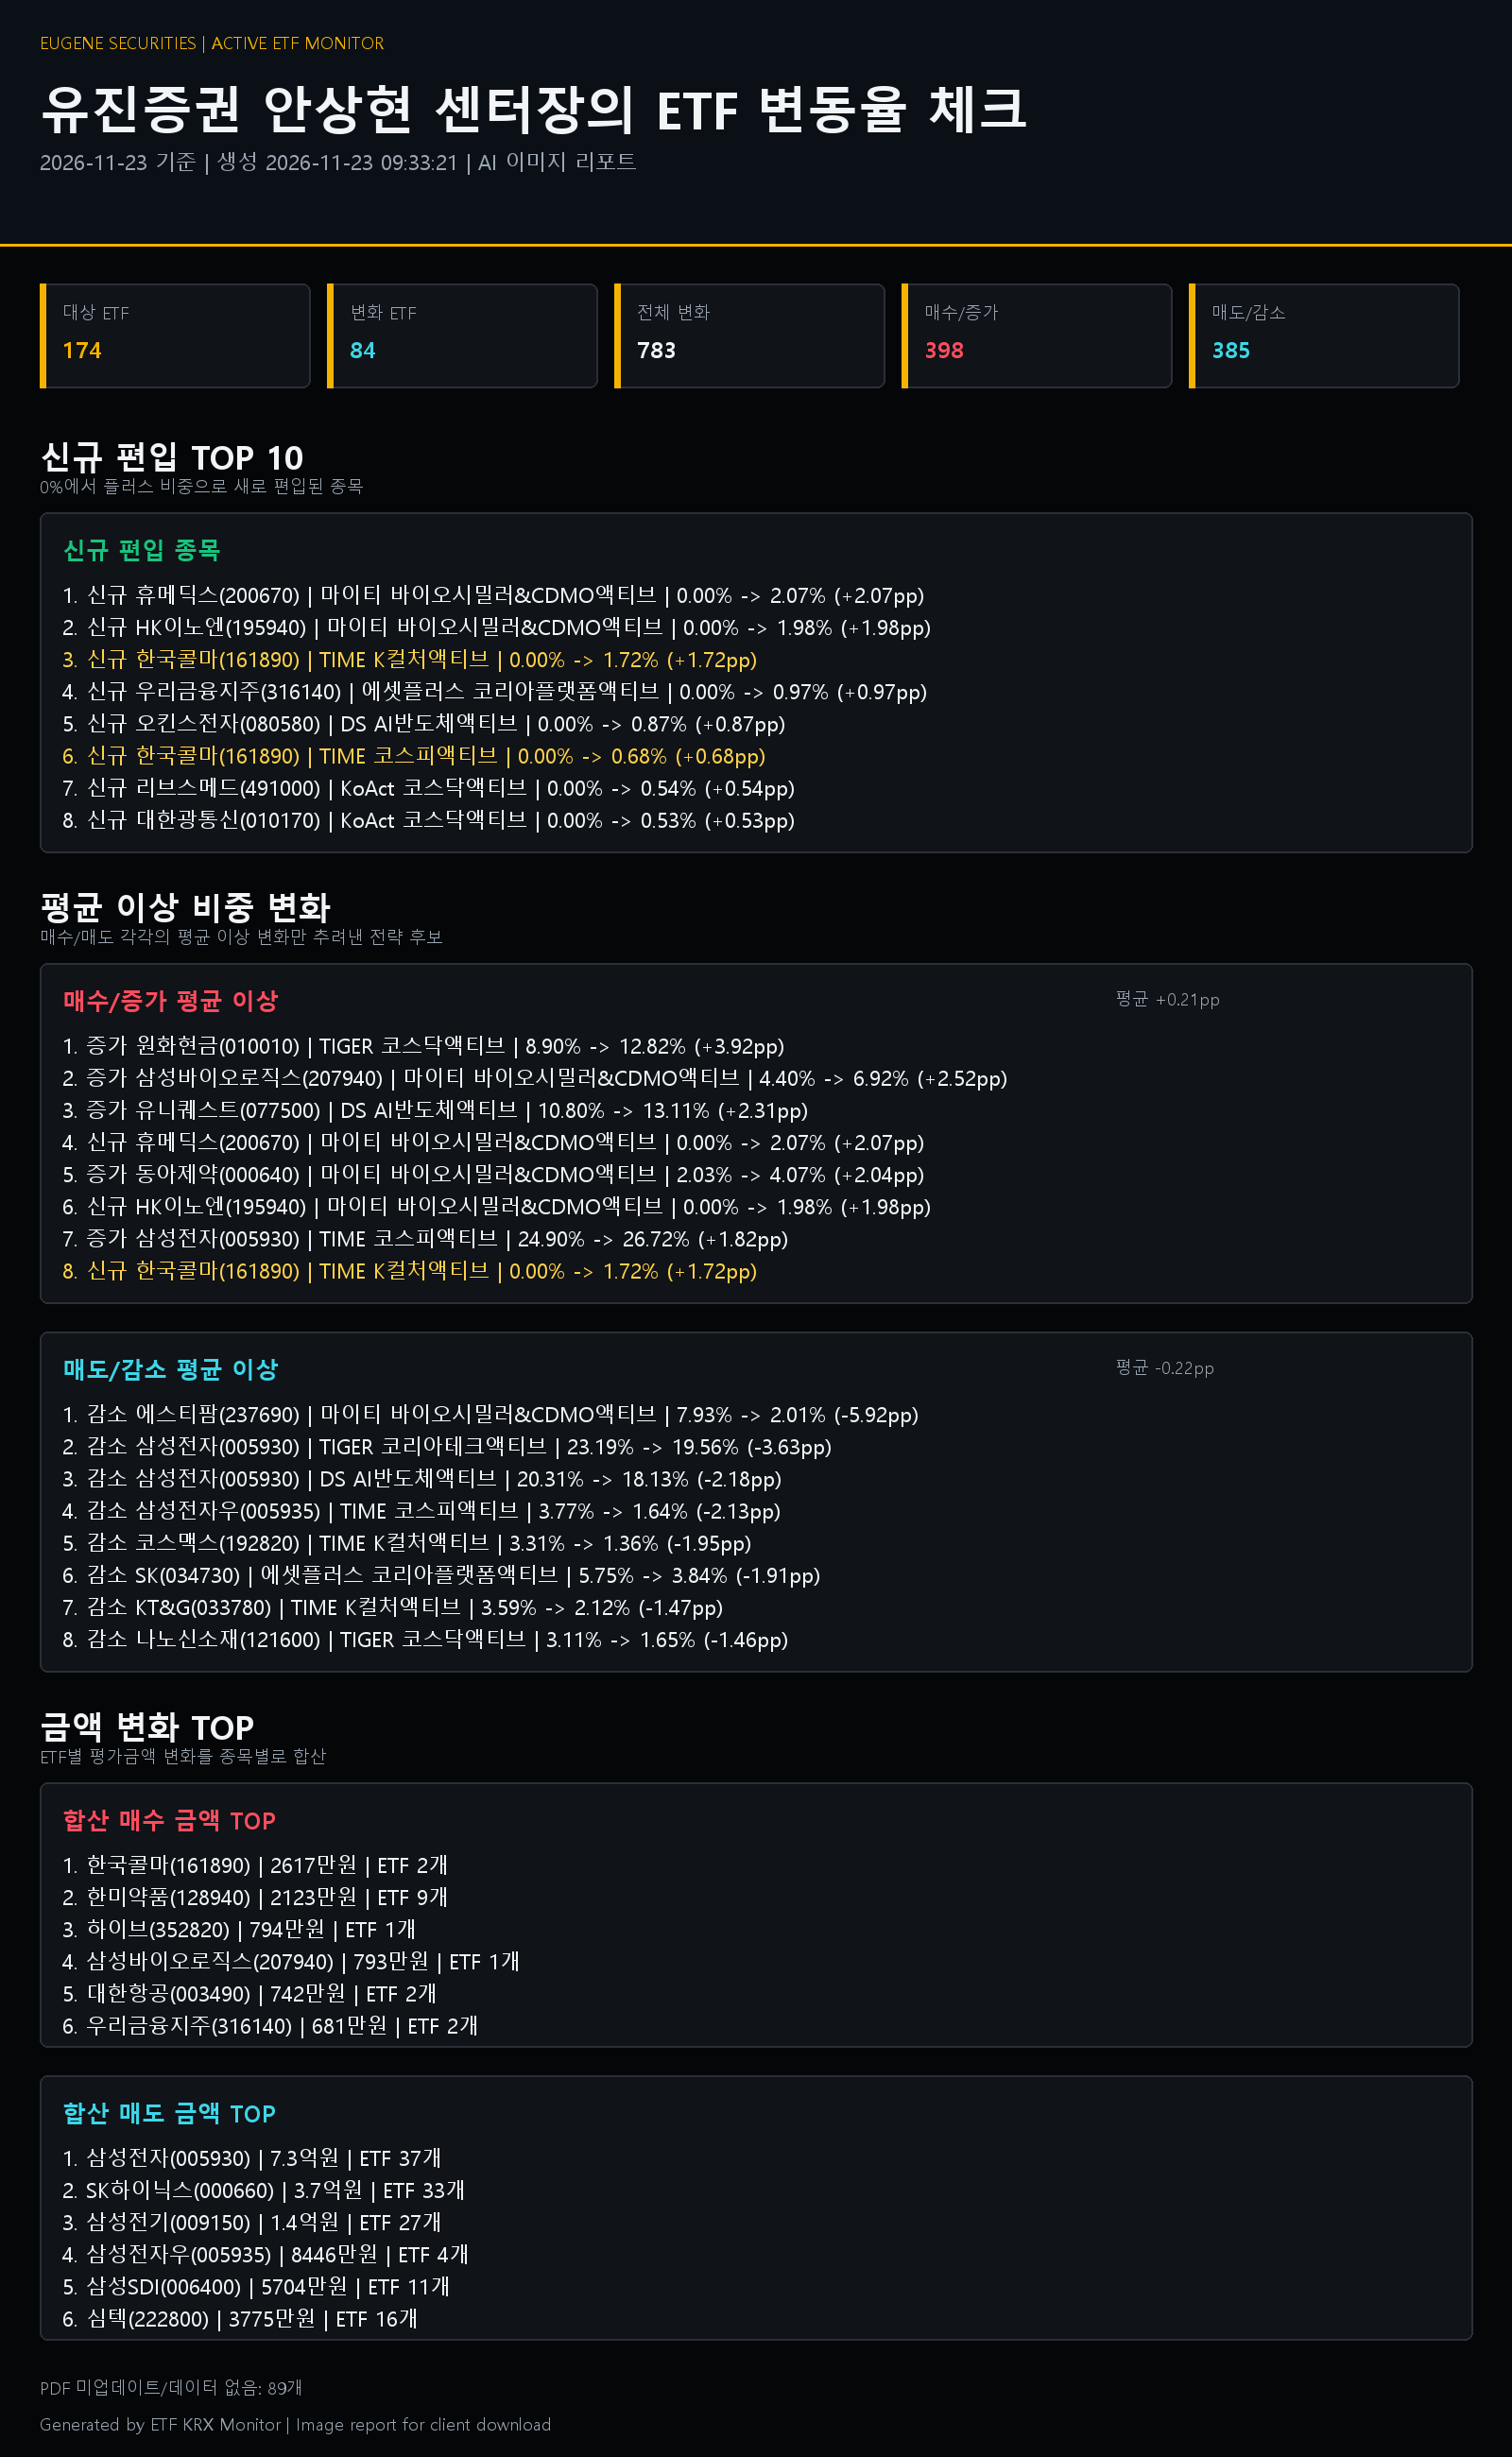 EUGENE SECURITIES | ACTIVE ETF MONITOR
유진증권 안상현 센터장의 ETF 변동율 체크
2026-11-23 기준 | 생성 2026-11-23 09:33:21 | AI 이미지 리포트
대상 ETF
174
변화 ETF
84
전체 변화
783
매수/증가
398
매도/감소
385
신규 편입 TOP 10
0%에서 플러스 비중으로 새로 편입된 종목
신규 편입 종목
1. 신규 휴메딕스(200670) | 마이티 바이오시밀러&CDMO액티브 | 0.00% -> 2.07% (+2.07pp)
2. 신규 HK이노엔(195940) | 마이티 바이오시밀러&CDMO액티브 | 0.00% -> 1.98% (+1.98pp)
3. 신규 한국콜마(161890) | TIME K컬처액티브 | 0.00% -> 1.72% (+1.72pp)
4. 신규 우리금융지주(316140) | 에셋플러스 코리아플랫폼액티브 | 0.00% -> 0.97% (+0.97pp)
5. 신규 오킨스전자(080580) | DS AI반도체액티브 | 0.00% -> 0.87% (+0.87pp)
6. 신규 한국콜마(161890) | TIME 코스피액티브 | 0.00% -> 0.68% (+0.68pp)
7. 신규 리브스메드(491000) | KoAct 코스닥액티브 | 0.00% -> 0.54% (+0.54pp)
8. 신규 대한광통신(010170) | KoAct 코스닥액티브 | 0.00% -> 0.53% (+0.53pp)
평균 이상 비중 변화
매수/매도 각각의 평균 이상 변화만 추려낸 전략 후보
매수/증가 평균 이상
평균 +0.21pp
1. 증가 원화현금(010010) | TIGER 코스닥액티브 | 8.90% -> 12.82% (+3.92pp)
2. 증가 삼성바이오로직스(207940) | 마이티 바이오시밀러&CDMO액티브 | 4.40% -> 6.92% (+2.52pp)
3. 증가 유니퀘스트(077500) | DS AI반도체액티브 | 10.80% -> 13.11% (+2.31pp)
4. 신규 휴메딕스(200670) | 마이티 바이오시밀러&CDMO액티브 | 0.00% -> 2.07% (+2.07pp)
5. 증가 동아제약(000640) | 마이티 바이오시밀러&CDMO액티브 | 2.03% -> 4.07% (+2.04pp)
6. 신규 HK이노엔(195940) | 마이티 바이오시밀러&CDMO액티브 | 0.00% -> 1.98% (+1.98pp)
7. 증가 삼성전자(005930) | TIME 코스피액티브 | 24.90% -> 26.72% (+1.82pp)
8. 신규 한국콜마(161890) | TIME K컬처액티브 | 0.00% -> 1.72% (+1.72pp)
매도/감소 평균 이상
평균 -0.22pp
1. 감소 에스티팜(237690) | 마이티 바이오시밀러&CDMO액티브 | 7.93% -> 2.01% (-5.92pp)
2. 감소 삼성전자(005930) | TIGER 코리아테크액티브 | 23.19% -> 19.56% (-3.63pp)
3. 감소 삼성전자(005930) | DS AI반도체액티브 | 20.31% -> 18.13% (-2.18pp)
4. 감소 삼성전자우(005935) | TIME 코스피액티브 | 3.77% -> 1.64% (-2.13pp)
5. 감소 코스맥스(192820) | TIME K컬처액티브 | 3.31% -> 1.36% (-1.95pp)
6. 감소 SK(034730) | 에셋플러스 코리아플랫폼액티브 | 5.75% -> 3.84% (-1.91pp)
7. 감소 KT&G(033780) | TIME K컬처액티브 | 3.59% -> 2.12% (-1.47pp)
8. 감소 나노신소재(121600) | TIGER 코스닥액티브 | 3.11% -> 1.65% (-1.46pp)
금액 변화 TOP
ETF별 평가금액 변화를 종목별로 합산
합산 매수 금액 TOP
1. 한국콜마(161890) | 2617만원 | ETF 2개
2. 한미약품(128940) | 2123만원 | ETF 9개
3. 하이브(352820) | 794만원 | ETF 1개
4. 삼성바이오로직스(207940) | 793만원 | ETF 1개
5. 대한항공(003490) | 742만원 | ETF 2개
6. 우리금융지주(316140) | 681만원 | ETF 2개
합산 매도 금액 TOP
1. 삼성전자(005930) | 7.3억원 | ETF 37개
2. SK하이닉스(000660) | 3.7억원 | ETF 33개
3. 삼성전기(009150) | 1.4억원 | ETF 27개
4. 삼성전자우(005935) | 8446만원 | ETF 4개
5. 삼성SDI(006400) | 5704만원 | ETF 11개
6. 심텍(222800) | 3775만원 | ETF 16개
PDF 미업데이트/데이터 없음: 89개
Generated by ETF KRX Monitor | Image report for client download